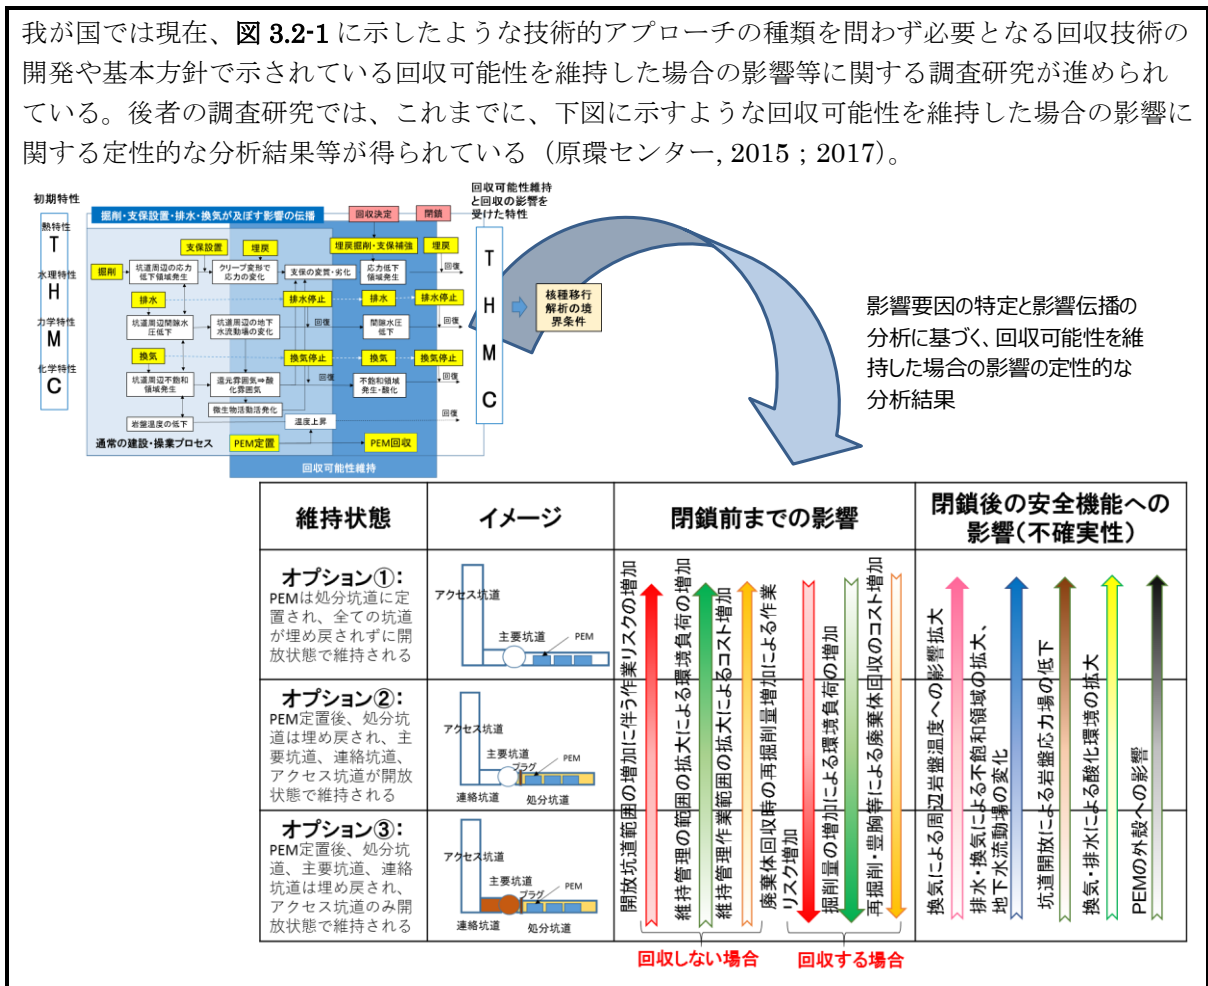 我が国では現在、図 3.2-1 に示したような技術的アプローチの種類を問わず必要となる回収技術の
開発や基本方針で示されている回収可能性を維持した場合の影響等に関する調査研究が進められ
ている。後者の調査研究では、これまでに、下図に示すような回収可能性を維持した場合の影響に
関する定性的な分析結果等が得られている（原環センター, 2015；2017）。
初期特性
熱特性
T
水理特性
H
力学特性
M
化学特性
C
掘削・支保設置・排水・換気が及ぼす影響の伝播
回収決定
閉鎖
回収可能性維持
と回収の影響を
受けた特性
支保設置
埋戻
埋戻掘削・支保補強
埋戻
掘削
坑道周辺の応力
低下領域発生
クリープ変形で
応力の変化
支保の変質・劣化
応力低下
領域発生
回復
排水
排水停止
排水
排水停止
坑道周辺間隙水
圧低下
坑道周辺の地下
水流動場の変化
回復
間隙水圧
低下
回復
換気
換気停止
換気
換気停止
坑道周辺不飽和
領域発生
還元雰囲気⇒酸
化雰囲気
回復
不飽和領域
発生・酸化
回復
微生物活動活発化
岩盤温度の低下
温度上昇
回復
通常の建設・操業プロセス
PEM定置
PEM回収
回収可能性維持
T
H
M
C
核種移行
解析の境
界条件
影響要因の特定と影響伝播の
分析に基づく、回収可能性を維
持した場合の影響の定性的な
分析結果
維持状態
イメージ
閉鎖前までの影響
閉鎖後の安全機能への
影響(不確実性)
オプション①：
PEMは処分坑道に定
置され、全ての坑道
が埋め戻されずに開
放状態で維持される
アクセス坑道
主要坑道
PEM
オプション②：
PEM定置後、処分坑
道は埋め戻され、主
要坑道、連絡坑道、
アクセス坑道が開放
状態で維持される
アクセス坑道
主要坑道
プラグ
PEM
連絡坑道
処分坑道
オプション③：
PEM定置後、処分坑
道、主要坑道、連絡
坑道は埋め戻され、
アクセス坑道のみ開
放状態で維持される
アクセス坑道
主要坑道
プラグ
PEM
連絡坑道
処分坑道
開放坑道範囲の増加に伴う作業リスクの増加
維持管理の範囲の拡大による環境負荷の増加
維持管理作業範囲の拡大によるコスト増加
廃棄体回収時の再掘削量増加による作業
リスク増加
掘削量の増加による環境負荷の増加
再掘削・豊胸等による廃棄体回収のコスト増加
換気による周辺岩盤温度への影響拡大
排水・換気による不飽和領域の拡大、
地下水流動場の変化
坑道開放による岩盤応力場の低下
換気・排水による酸化環境の拡大
PEMの外殻への影響
回収しない場合
回収する場合